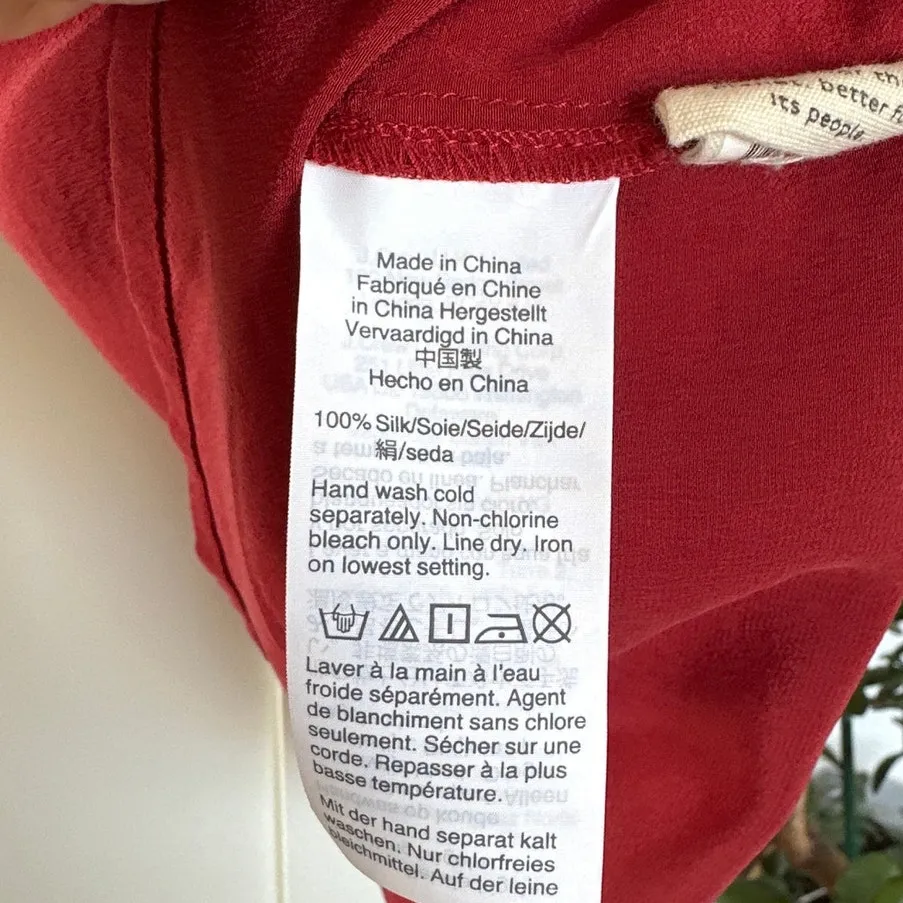 better f
its people
Made in China
Fabriqué en Chine
in China Hergestellt
Vervaardigd in China
中国製
Hecho en China
100% Silk/Soie/Seide/Zijde/
絹/seda
Hand wash cold
separately. Non-chlorine
bleach only. Line dry. Iron
on lowest setting.
Laver à la main à l'eau
froide séparément. Agent
de blanchiment sans chlore
seulement. Sécher sur une
corde. Repasser à la plus
basse température.
Mit der hand separat kalt
waschen. Nur chlorfreies
bleichmittel. Auf der leine